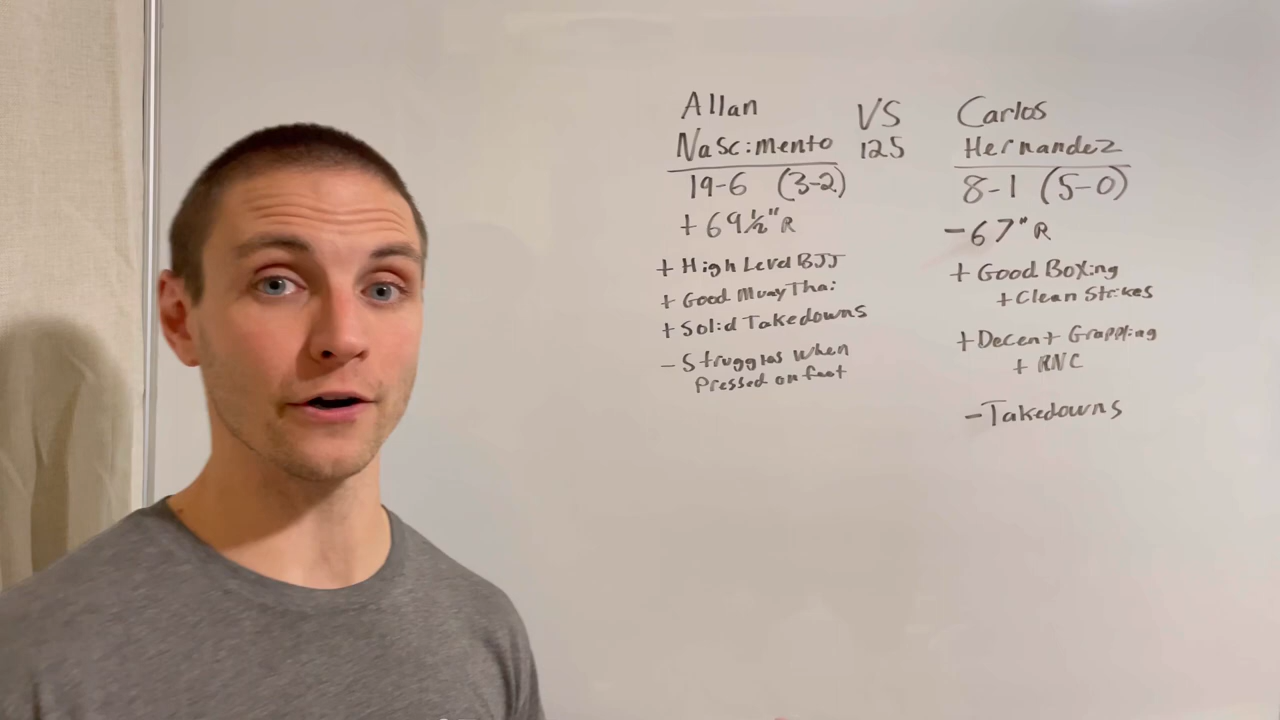 Allan
Nascimento
19-6 (3-2)
+ 69½" R
+ High Level BJJ
+ Good Muay Thai
+ Solid Takedowns
- Struggles when
Pressed on feet
VS
125
Carlos
Hernandez
8-1 (5-0)
- 67" R
+ Good Boxing
+ Clean Strikes
+ Decent Grappling
+ RNC
- Takedowns